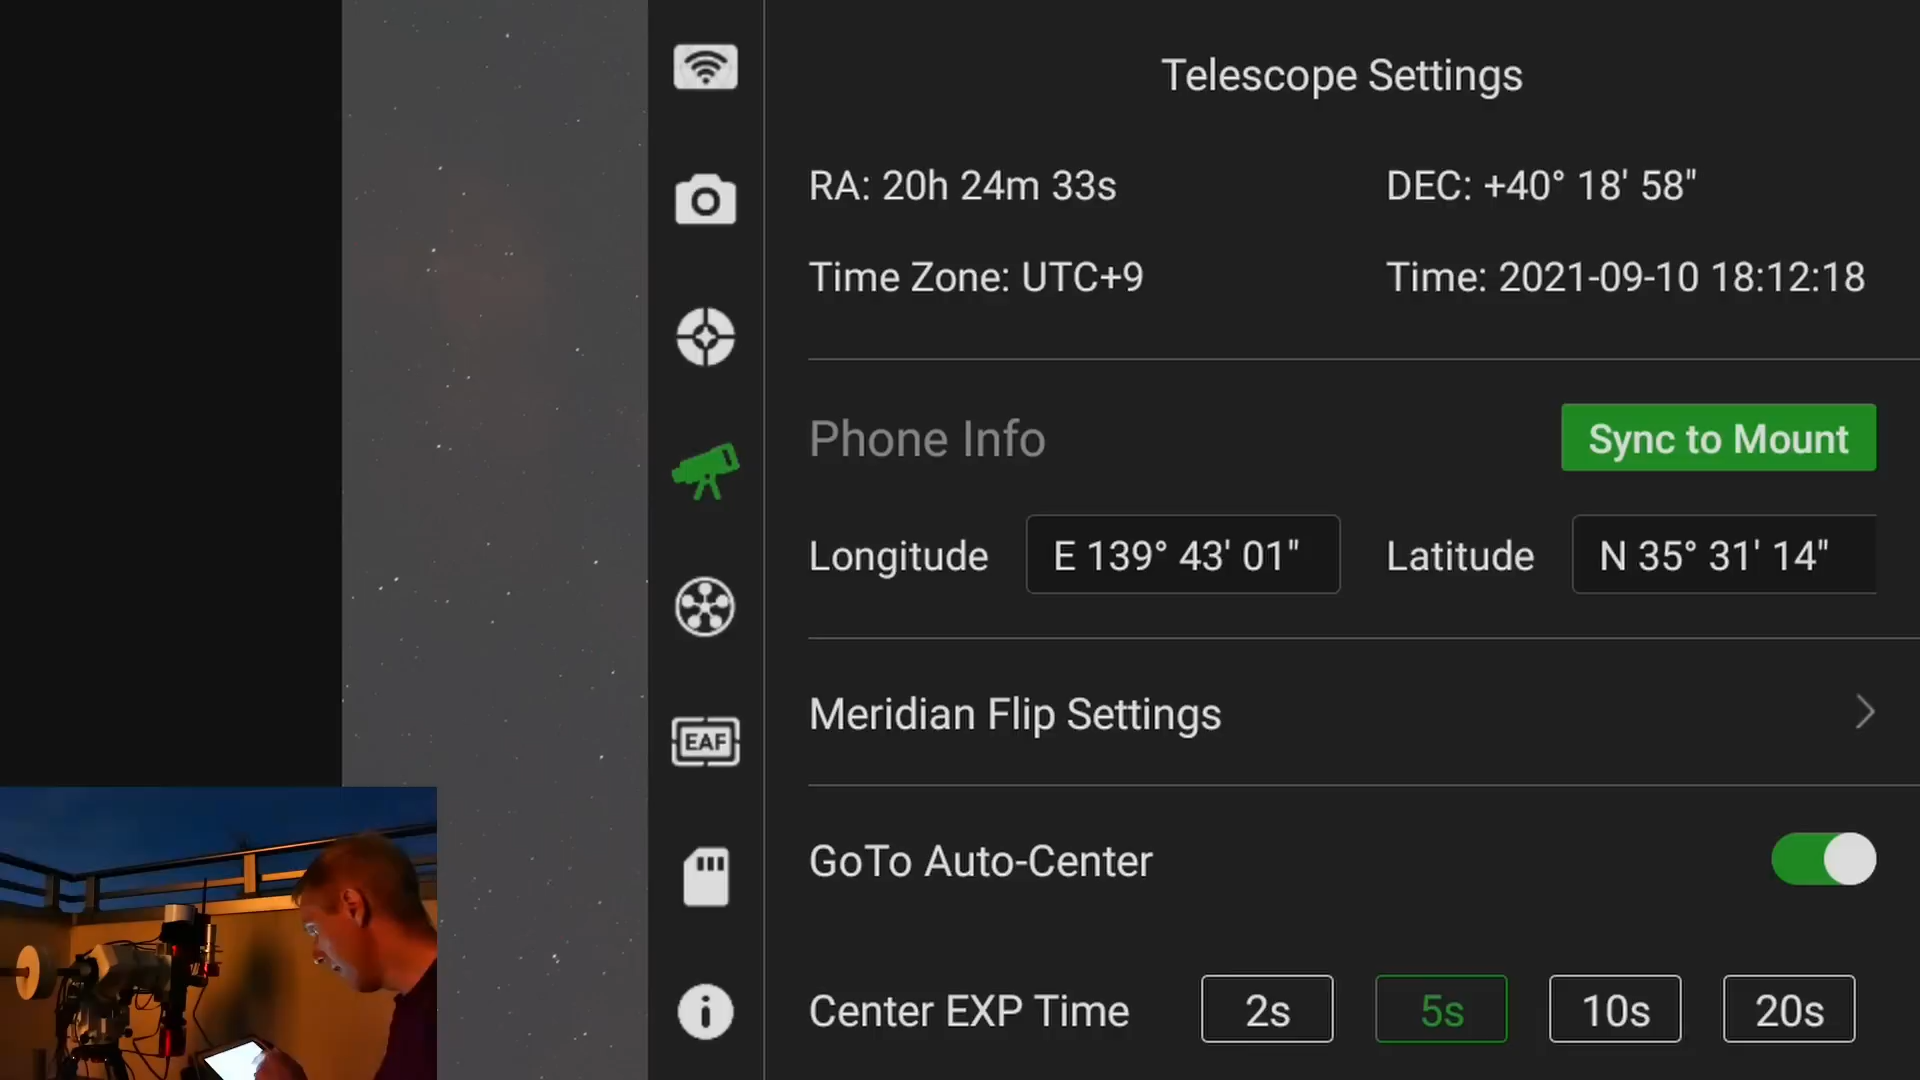 Telescope Settings
RA: 20h 24m 33s
DEC: +40° 18' 58"
Time Zone: UTC+9
Time: 2021-09-10 18:12:18
Phone Info
Sync to Mount
Longitude
E 139° 43' 01"
Latitude
N 35° 31' 14"
Meridian Flip Settings
EAF
GoTo Auto-Center
Center EXP Time
2s
5s
10s
20s